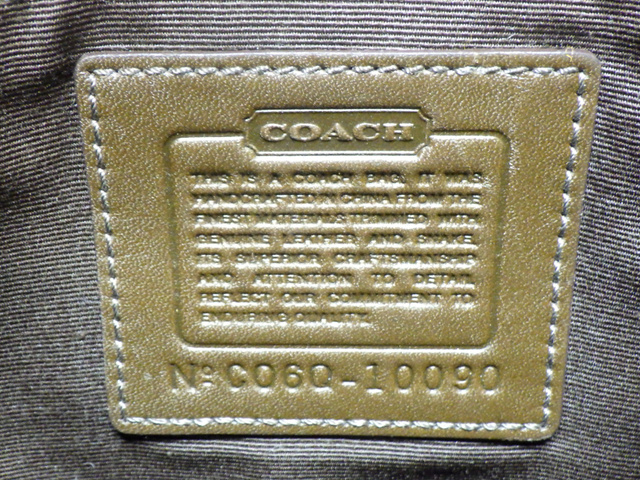 COACH
THIS IS A COACH BAG. IT WAS
HANDCRAFTED IN CHINA FROM THE
FINEST MATERIALS TRIMMED WITH
GENUINE LEATHER AND SNAKE.
ITS SUPERIOR CRAFTSMANSHIP
AND ATTENTION TO DETAIL
REFLECT OUR COMMITMENT TO
ENDURING QUALITY.
No C06Q-10090